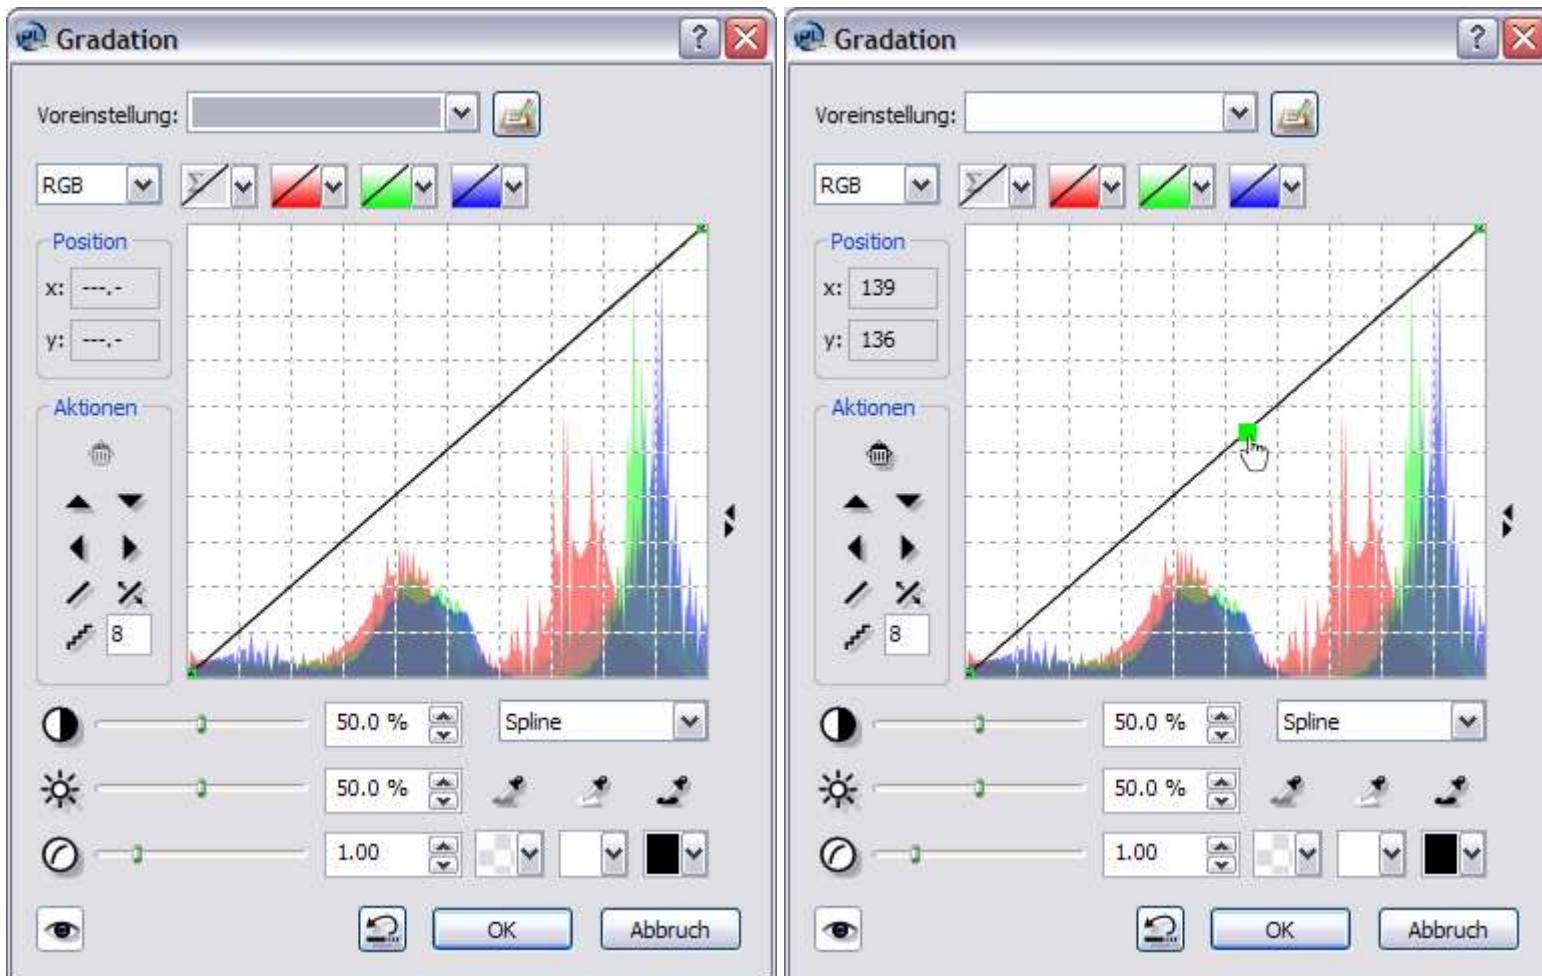 Gradation
Voreinstellung:
RGB
Position
x: ---.-
y: ---.-
Aktionen
8
50.0 %
Spline
50.0 %
1.00
OK
Abbruch
Gradation
Voreinstellung:
RGB
Position
x: 139
y: 136
Aktionen
8
50.0 %
Spline
50.0 %
1.00
OK
Abbruch